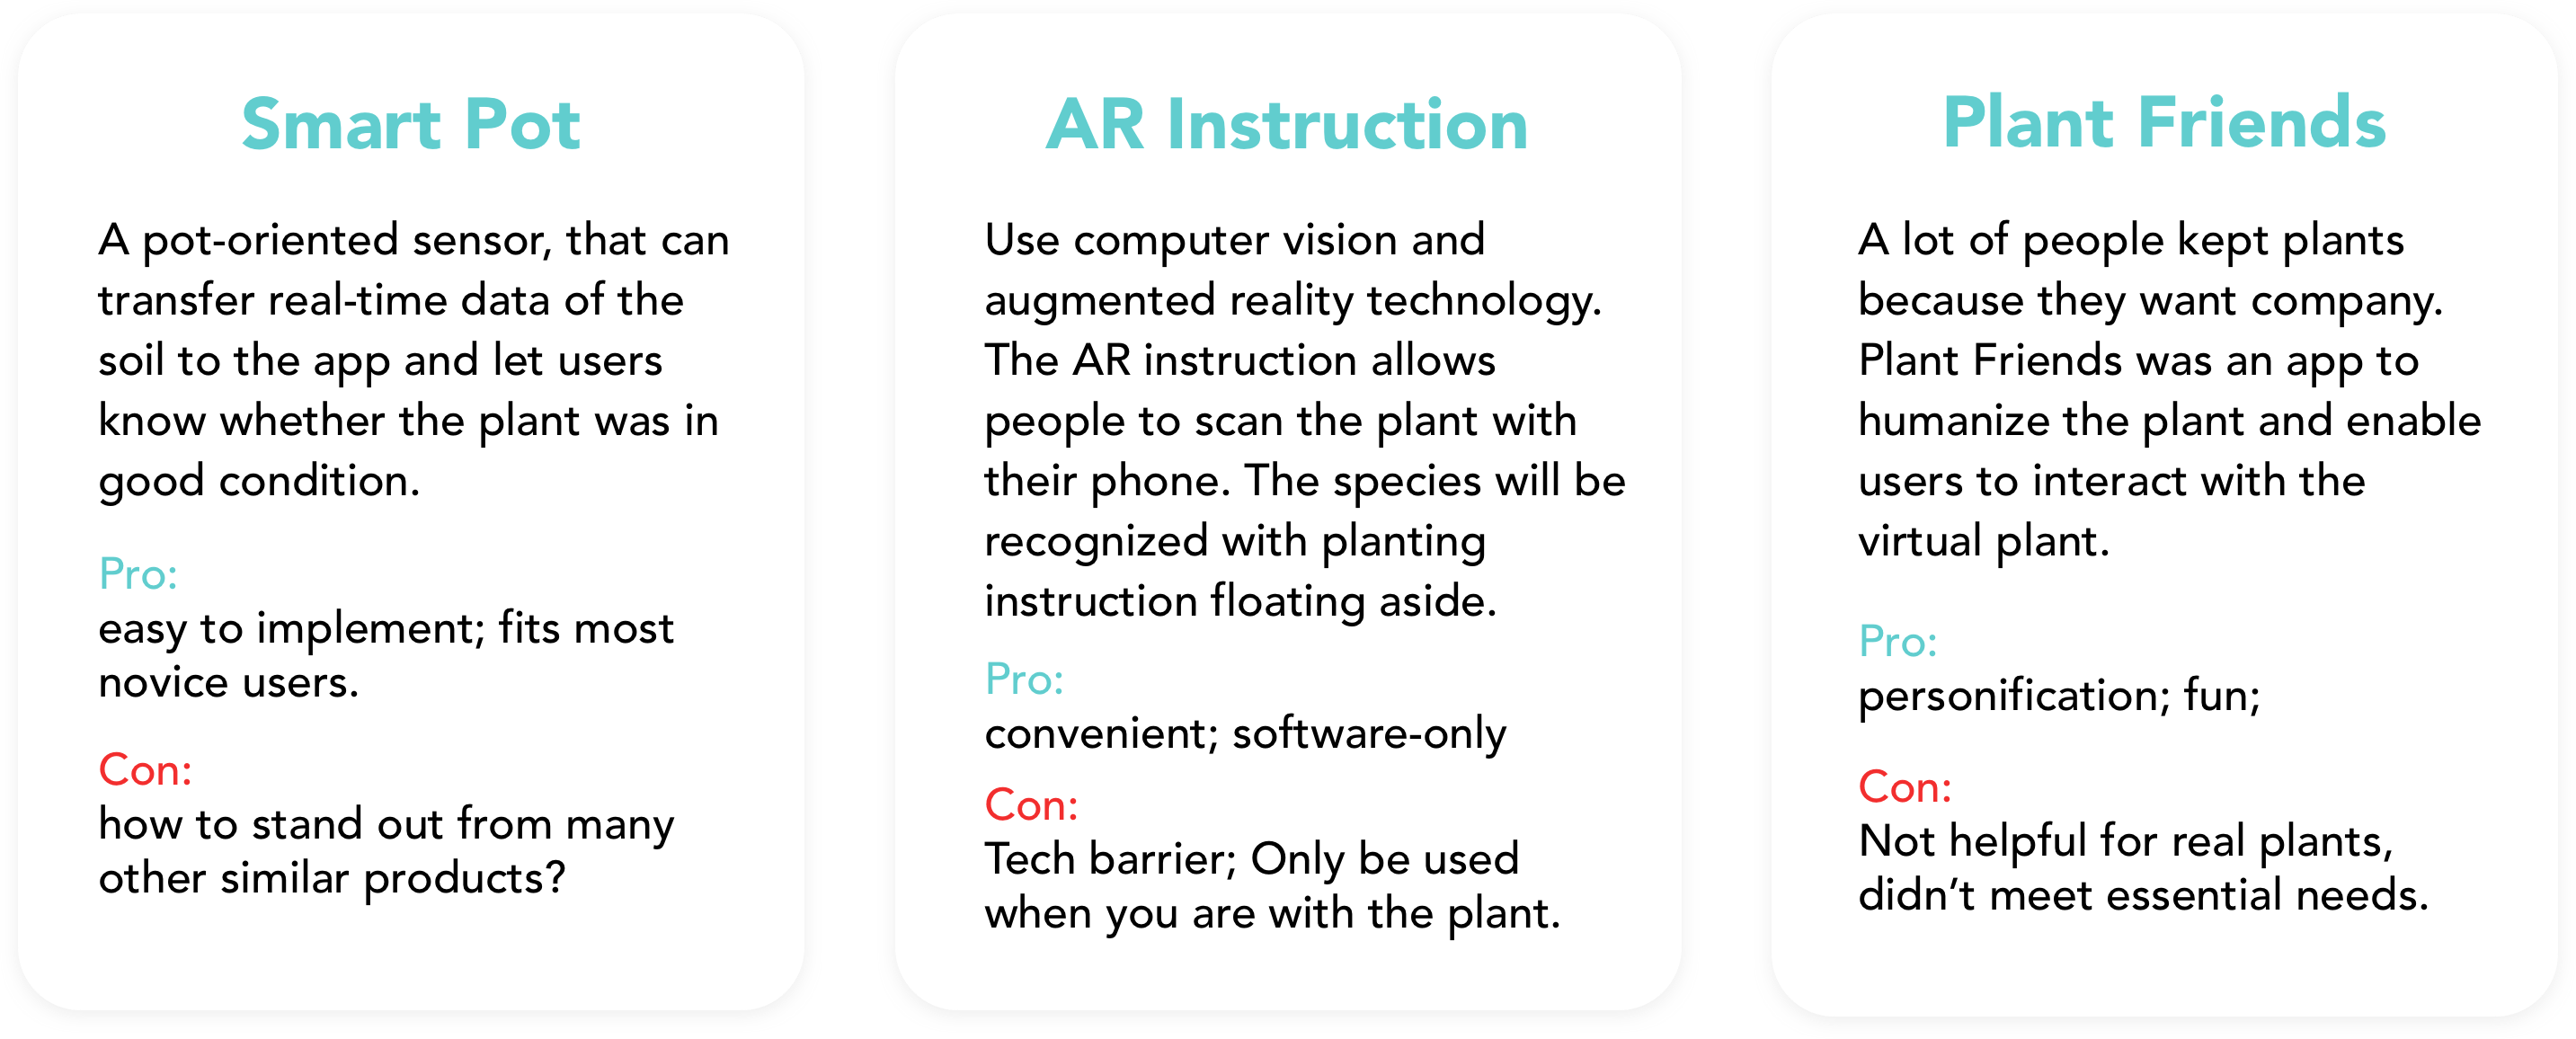 Smart Pot
A pot-oriented sensor, that can
transfer real-time data of the
soil to the app and let users
know whether the plant was in
good condition.
Pro:
easy to implement; fits most
novice users.
Con:
how to stand out from many
other similar products?
AR Instruction
Use computer vision and
augmented reality technology.
The AR instruction allows
people to scan the plant with
their phone. The species will be
recognized with planting
instruction floating aside.
Pro:
convenient; software-only
Con:
Tech barrier; Only be used
when you are with the plant.
Plant Friends
A lot of people kept plants
because they want company.
Plant Friends was an app to
humanize the plant and enable
users to interact with the
virtual plant.
Pro:
personification; fun;
Con:
Not helpful for real plants,
didn’t meet essential needs.